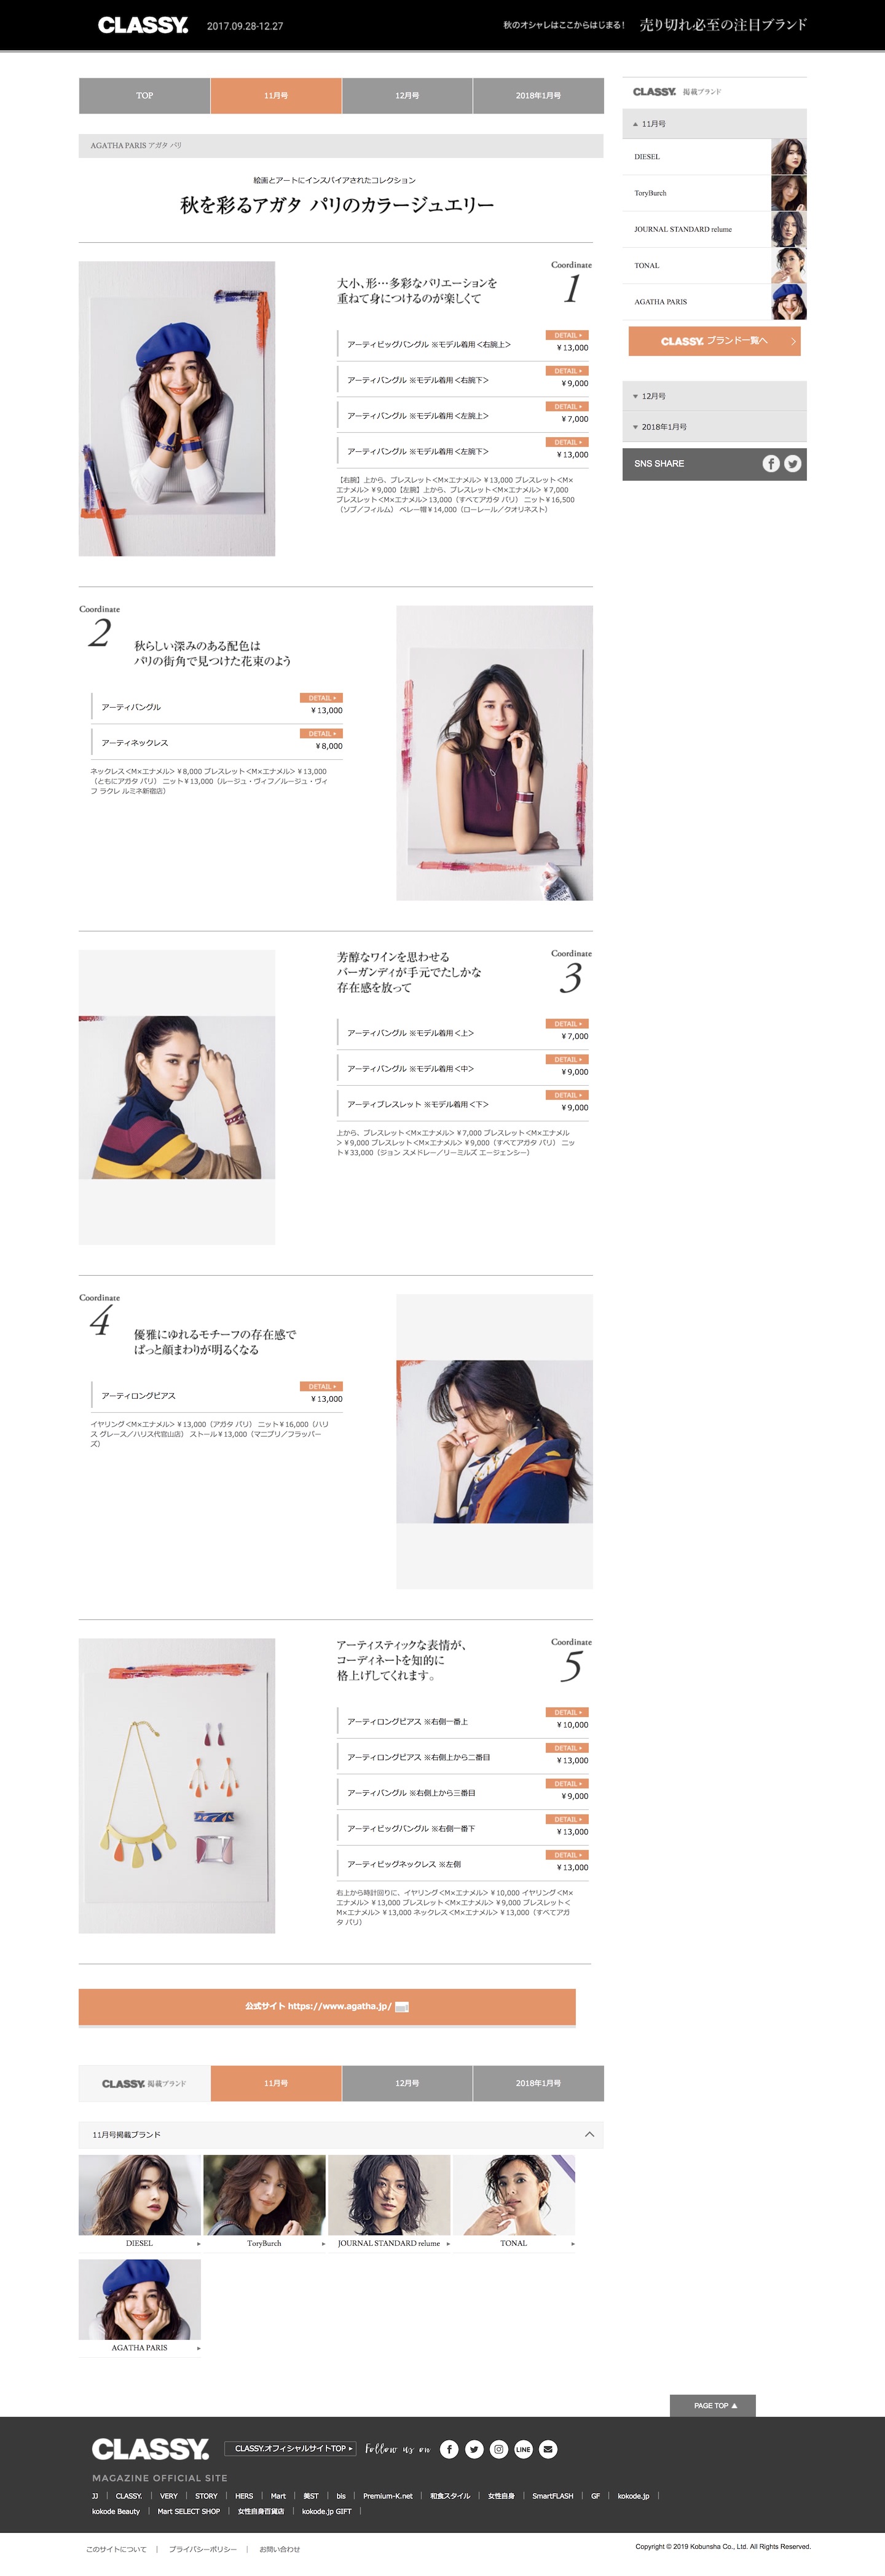 CLASSY. 2017.09.28-12.27 秋のオシャレはここからはじまる! 売り切れ必至の注目ブランド
TOP 11月号 12月号 2018年1月号
AGATHA PARIS アガタ パリ
絵画とアートにインスパイアされたコレクション
秋を彩るアガタ パリのカラージュエリー
Coordinate
1
大小、形…多彩なバリエーションを
重ねて身につけるのが楽しくて
DETAIL
アーティビッグバングル ※モデル着用<右腕上>
¥13,000
DETAIL
アーティバングル ※モデル着用<右腕下>
¥9,000
DETAIL
アーティバングル ※モデル着用<左腕上>
¥7,000
DETAIL
アーティバングル ※モデル着用<左腕下>
¥13,000
【右腕】上から、ブレスレット<M×エナメル>¥13,000 ブレスレット<M×
エナメル>¥9,000【左腕】上から、ブレスレット<M×エナメル>¥7,000
ブレスレット<M×エナメル>13,000(すべてアガタ パリ) ニット¥16,500
(ソブ/フィルム) ベレー帽¥14,000(ローレール/クオリネスト)
Coordinate
2
秋らしい深みのある配色は
パリの街角で見つけた花束のよう
DETAIL
アーティバングル
¥13,000
DETAIL
アーティネックレス
¥8,000
ネックレス<M×エナメル>¥8,000 ブレスレット<M×エナメル>¥13,000
(ともにアガタ パリ) ニット¥13,000(ルージュ・ヴィフ/ルージュ・ヴィ
フ ラクレ ルミネ新宿店)
Coordinate
3
芳醇なワインを思わせる
バーガンディが手元でたしかな
存在感を放って
DETAIL
アーティバングル ※モデル着用<上>
¥7,000
DETAIL
アーティバングル ※モデル着用<中>
¥9,000
DETAIL
アーティブレスレット ※モデル着用<下>
¥9,000
上から、ブレスレット<M×エナメル>¥7,000 ブレスレット<M×エナメル
>¥9,000 ブレスレット<M×エナメル>¥9,000(すべてアガタ パリ) ニッ
ト¥33,000(ジョン スメドレー/リーミルズ エージェンシー)
Coordinate
4
優雅にゆれるモチーフの存在感で
ぱっと顔まわりが明るくなる
DETAIL
アーティロングピアス
¥13,000
イヤリング<M×エナメル>¥13,000(アガタ パリ) ニット¥16,000(ハリ
ス グレース/ハリス代官山店) ストール¥13,000(マニプリ/フラッパー
ズ)
Coordinate
5
アーティスティックな表情が、
コーディネートを知的に
格上げしてくれます。
DETAIL
アーティロングピアス ※右側一番上
¥10,000
DETAIL
アーティロングピアス ※右側上から二番目
¥13,000
DETAIL
アーティバングル ※右側上から三番目
¥9,000
DETAIL
アーティビッグバングル ※右側一番下
¥13,000
DETAIL
アーティビッグネックレス ※左側
¥13,000
右上から時計回りに、イヤリング<M×エナメル>¥10,000 イヤリング<M×
エナメル>¥13,000 ブレスレット<M×エナメル>¥9,000 ブレスレット<
M×エナメル>¥13,000 ネックレス<M×エナメル>¥13,000(すべてアガ
タ パリ)
公式サイト https://www.agatha.jp/
CLASSY. 掲載ブランド 11月号 12月号 2018年1月号
11月号掲載ブランド
DIESEL ToryBurch JOURNAL STANDARD relume TONAL
AGATHA PARIS
CLASSY. 掲載ブランド
11月号
DIESEL
ToryBurch
JOURNAL STANDARD relume
TONAL
AGATHA PARIS
CLASSY. ブランド一覧へ
12月号
2018年1月号
SNS SHARE
PAGE TOP
CLASSY. CLASSY.オフィシャルサイトTOP Follow us on LINE
MAGAZINE OFFICIAL SITE
JJ CLASSY. VERY STORY HERS Mart 美ST bis Premium-K.net 和食スタイル 女性自身 SmartFLASH GF kokode.jp
kokode Beauty Mart SELECT SHOP 女性自身百貨店 kokode.jp GIFT
このサイトについて プライバシーポリシー お問い合わせ
Copyright © 2019 Kobunsha Co., Ltd. All Rights Reserved.